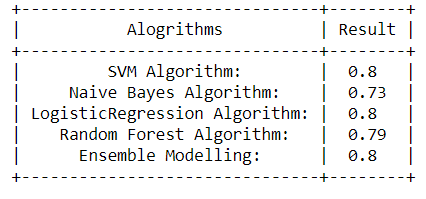 +-------------------------------+--------+
|           Alogrithms          | Result |
+-------------------------------+--------+
|         SVM Algorithm:        |  0.8   |
|     Naive Bayes Algorithm:    |  0.73  |
| LogisticRegression Algorithm: |  0.8   |
|    Random Forest Algorithm:   |  0.79  |
|      Ensemble Modelling:      |  0.8   |
+-------------------------------+--------+